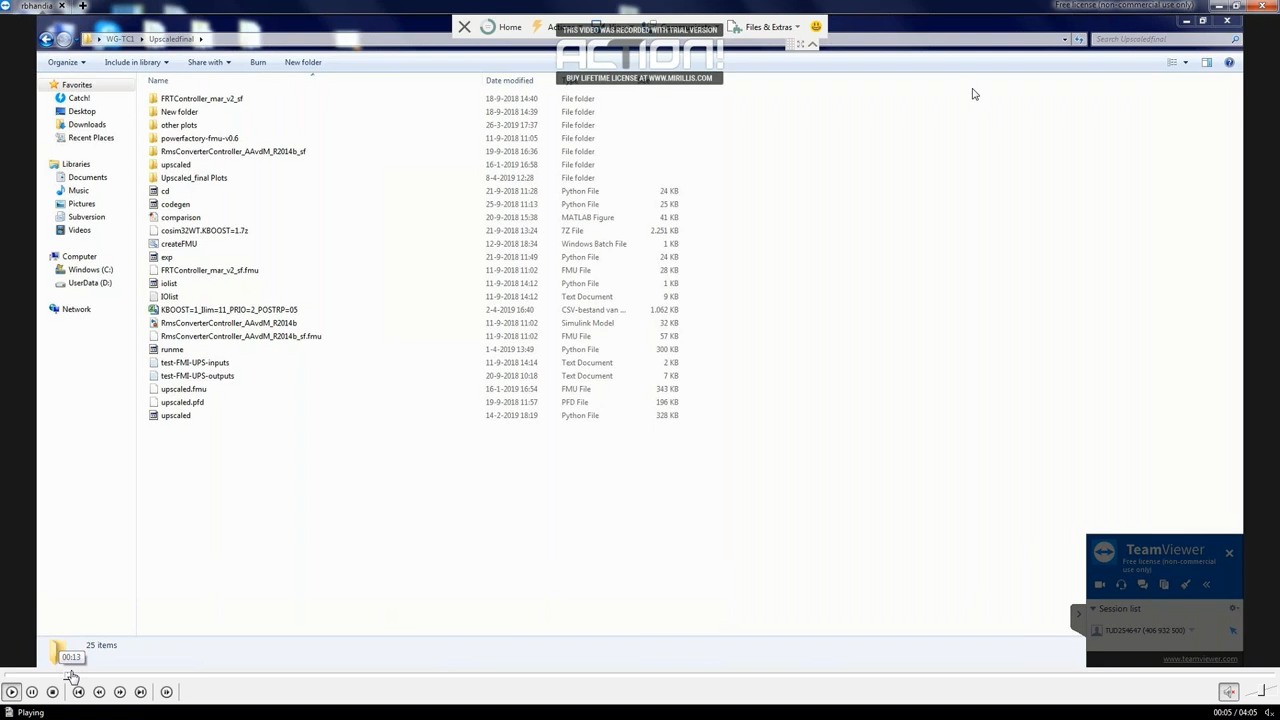 rbhandia
Free license (non-commercial use only)
Home
Files & Extras
THIS VIDEO WAS RECORDED WITH TRIAL VERSION
ACTION!
BUY LIFETIME LICENSE AT WWW.MIRILLIS.COM
WG-TC1 Upscaledfinal
Search Upscaledfinal
Organize Include in library Share with Burn New folder
Name Date modified
Favorites
Catch!
Desktop
Downloads
Recent Places
Libraries
Documents
Music
Pictures
Subversion
Videos
Computer
Windows (C:)
UserData (D:)
Network
FRTController_mar_v2_sf 18-9-2018 14:40 File folder
New folder 18-9-2018 14:39 File folder
other plots 26-3-2019 17:37 File folder
powerfactory-fmu-v0.6 11-9-2018 11:05 File folder
RmsConverterController_AAvdM_R2014b_sf 19-9-2018 16:36 File folder
upscaled 16-1-2019 16:58 File folder
Upscaled_final Plots 8-4-2019 12:28 File folder
cd 21-9-2018 11:28 Python File 24 KB
codegen 25-9-2018 11:13 Python File 25 KB
comparison 20-9-2018 15:38 MATLAB Figure 41 KB
cosim32WT.KBOOST=1.7z 21-9-2018 13:24 7Z File 2.251 KB
createFMU 12-9-2018 18:34 Windows Batch File 1 KB
exp 21-9-2018 11:49 Python File 24 KB
FRTController_mar_v2_sf.fmu 11-9-2018 11:02 FMU File 28 KB
iolist 11-9-2018 14:12 Python File 1 KB
IOlist 11-9-2018 14:12 Text Document 9 KB
KBOOST=1_Ilim=11_PRIO=2_POSTRP=05 2-4-2019 16:40 CSV-bestand van ... 1.062 KB
RmsConverterController_AAvdM_R2014b 11-9-2018 11:02 Simulink Model 32 KB
RmsConverterController_AAvdM_R2014b_sf.fmu 11-9-2018 11:02 FMU File 57 KB
runme 1-4-2019 13:49 Python File 300 KB
test-FMI-UPS-inputs 11-9-2018 14:14 Text Document 2 KB
test-FMI-UPS-outputs 20-9-2018 10:18 Text Document 7 KB
upscaled.fmu 16-1-2019 16:54 FMU File 343 KB
upscaled.pfd 19-9-2018 11:57 PFD File 196 KB
upscaled 14-2-2019 18:19 Python File 328 KB
TeamViewer
Free license (non-commercial
use only)
Session list
TUD254647 (406 932 500)
www.teamviewer.com
25 items
00:13
Playing
00:05 / 04:05